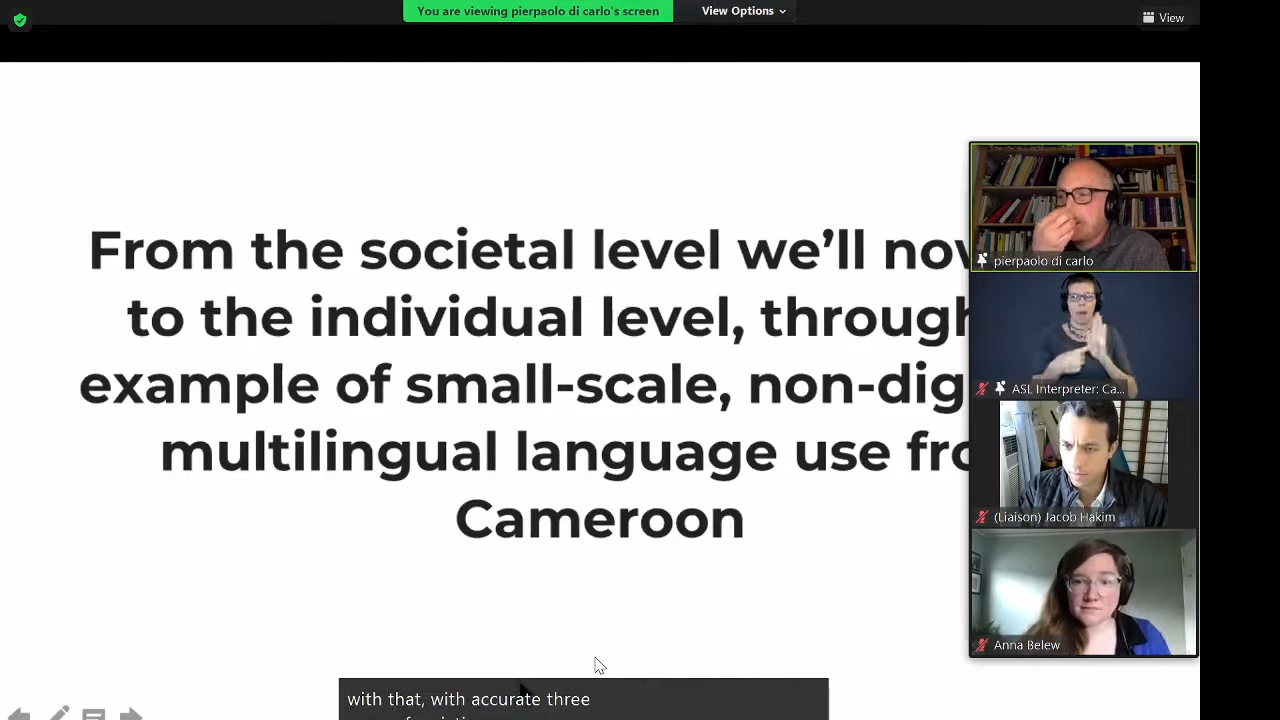 You are viewing pierpaolo di carlo's screen
View Options
View
From the societal level we'll now
to the individual level, through
example of small-scale, non-dig
multilingual language use fro
Cameroon
pierpaolo di carlo
ASL Interpreter: Ca...
(Liaison) Jacob Hakim
Anna Belew
with that, with accurate three